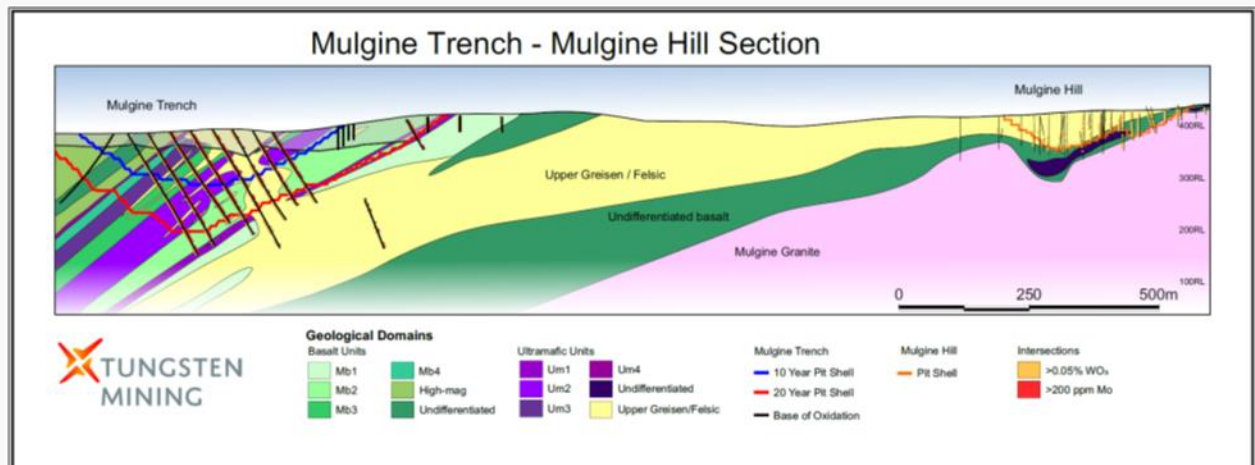 Mulgine Trench - Mulgine Hill Section
Mulgine Trench
Mulgine Hill
400RL
Upper Greisen / Felsic
300RL
Undifferentiated basalt
200RL
Mulgine Granite
100RL
0 250 500m
Geological Domains
Basalt Units
Mb1
Mb2
Mb3
Mb4
High-mag
Undifferentiated
Ultramafic Units
Um1
Um2
Um3
Um4
Undifferentiated
Upper Greisen/Felsic
Mulgine Trench
10 Year Pit Shell
20 Year Pit Shell
Base of Oxidation
Mulgine Hill
Pit Shell
Intersections
>0.05% WO₃
>200 ppm Mo
TUNGSTEN
MINING